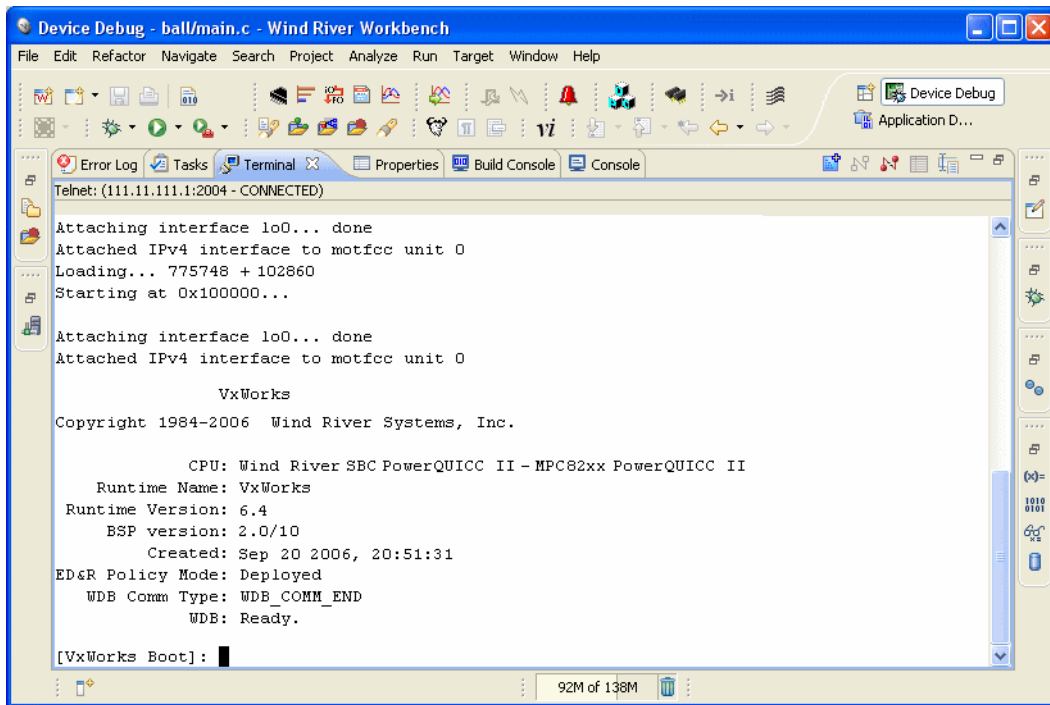 Device Debug - ball/main.c - Wind River Workbench
File Edit Refactor Navigate Search Project Analyze Run Target Window Help
Device Debug
Application D...
Error Log Tasks Terminal Properties Build Console Console
Telnet: (111.11.111.1:2004 - CONNECTED)
Attaching interface lo0... done
Attached IPv4 interface to motfcc unit 0
Loading... 775748 + 102860
Starting at 0x100000...
Attaching interface lo0... done
Attached IPv4 interface to motfcc unit 0
VxWorks
Copyright 1984-2006 Wind River Systems, Inc.
CPU: Wind River SBC PowerQUICC II - MPC82xx PowerQUICC II
Runtime Name: VxWorks
Runtime Version: 6.4
BSP version: 2.0/10
Created: Sep 20 2006, 20:51:31
ED&R Policy Mode: Deployed
WDB Comm Type: WDB_COMM_END
WDB: Ready.
[VxWorks Boot]:
92M of 138M